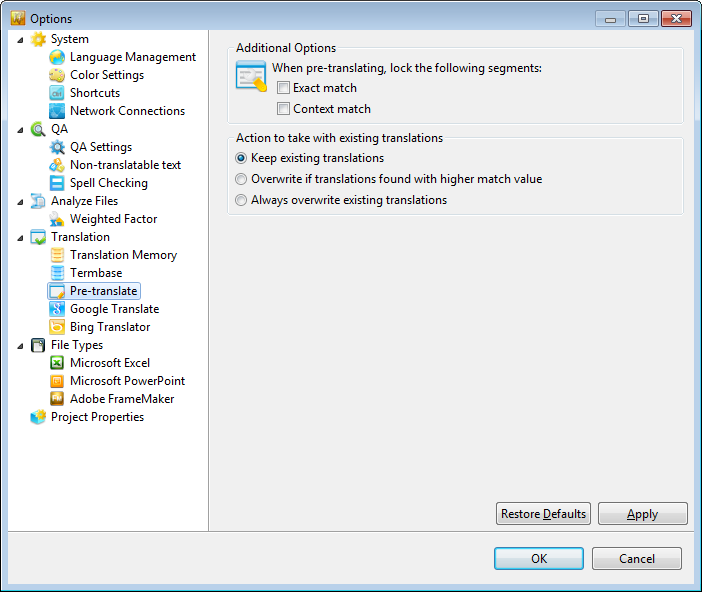 Options
System
Language Management
Color Settings
Shortcuts
Network Connections
QA
QA Settings
Non-translatable text
Spell Checking
Analyze Files
Weighted Factor
Translation
Translation Memory
Termbase
Pre-translate
Google Translate
Bing Translator
File Types
Microsoft Excel
Microsoft PowerPoint
Adobe FrameMaker
Project Properties
Additional Options
When pre-translating, lock the following segments:
Exact match
Context match
Action to take with existing translations
Keep existing translations
Overwrite if translations found with higher match value
Always overwrite existing translations
Restore Defaults
Apply
OK
Cancel